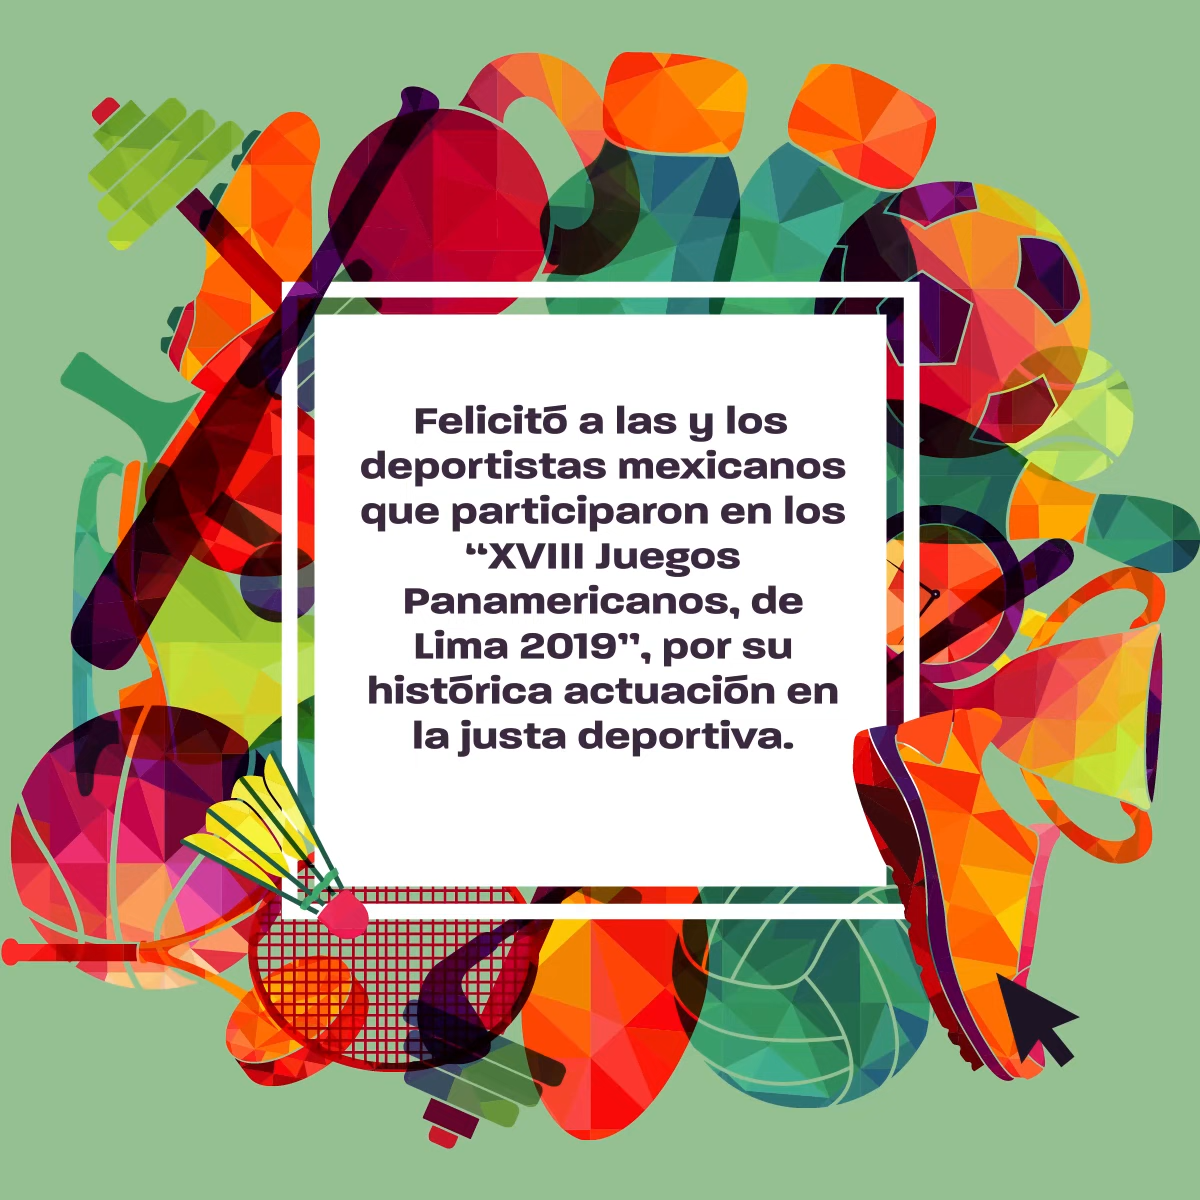 Felicitó a las y los
deportistas mexicanos
que participaron en los
“XVIII Juegos
Panamericanos, de
Lima 2019”, por su
histórica actuación en
la justa deportiva.